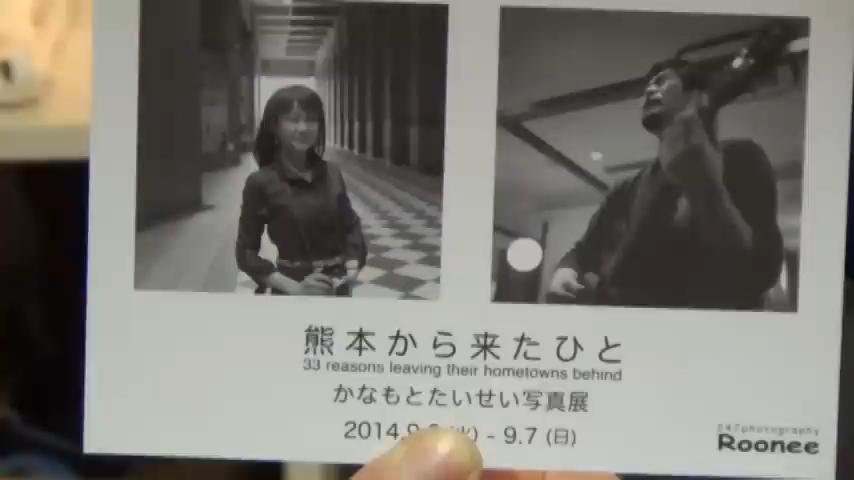 熊本から来たひと
33 reasons leaving their hometowns behind
かなもとたいせい写真展
2014.9 (火) - 9.7 (日)
247photography
Roonee